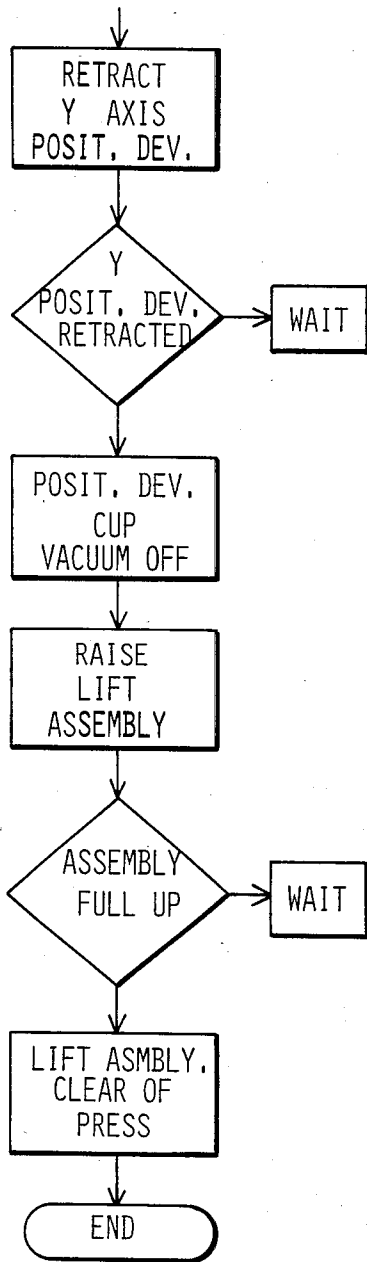 RETRACT
Y AXIS
POSIT. DEV.
Y
POSIT. DEV.
RETRACTED
WAIT
POSIT. DEV.
CUP
VACUUM OFF
RAISE
LIFT
ASSEMBLY
ASSEMBLY
FULL UP
WAIT
LIFT ASMBLY.
CLEAR OF
PRESS
END